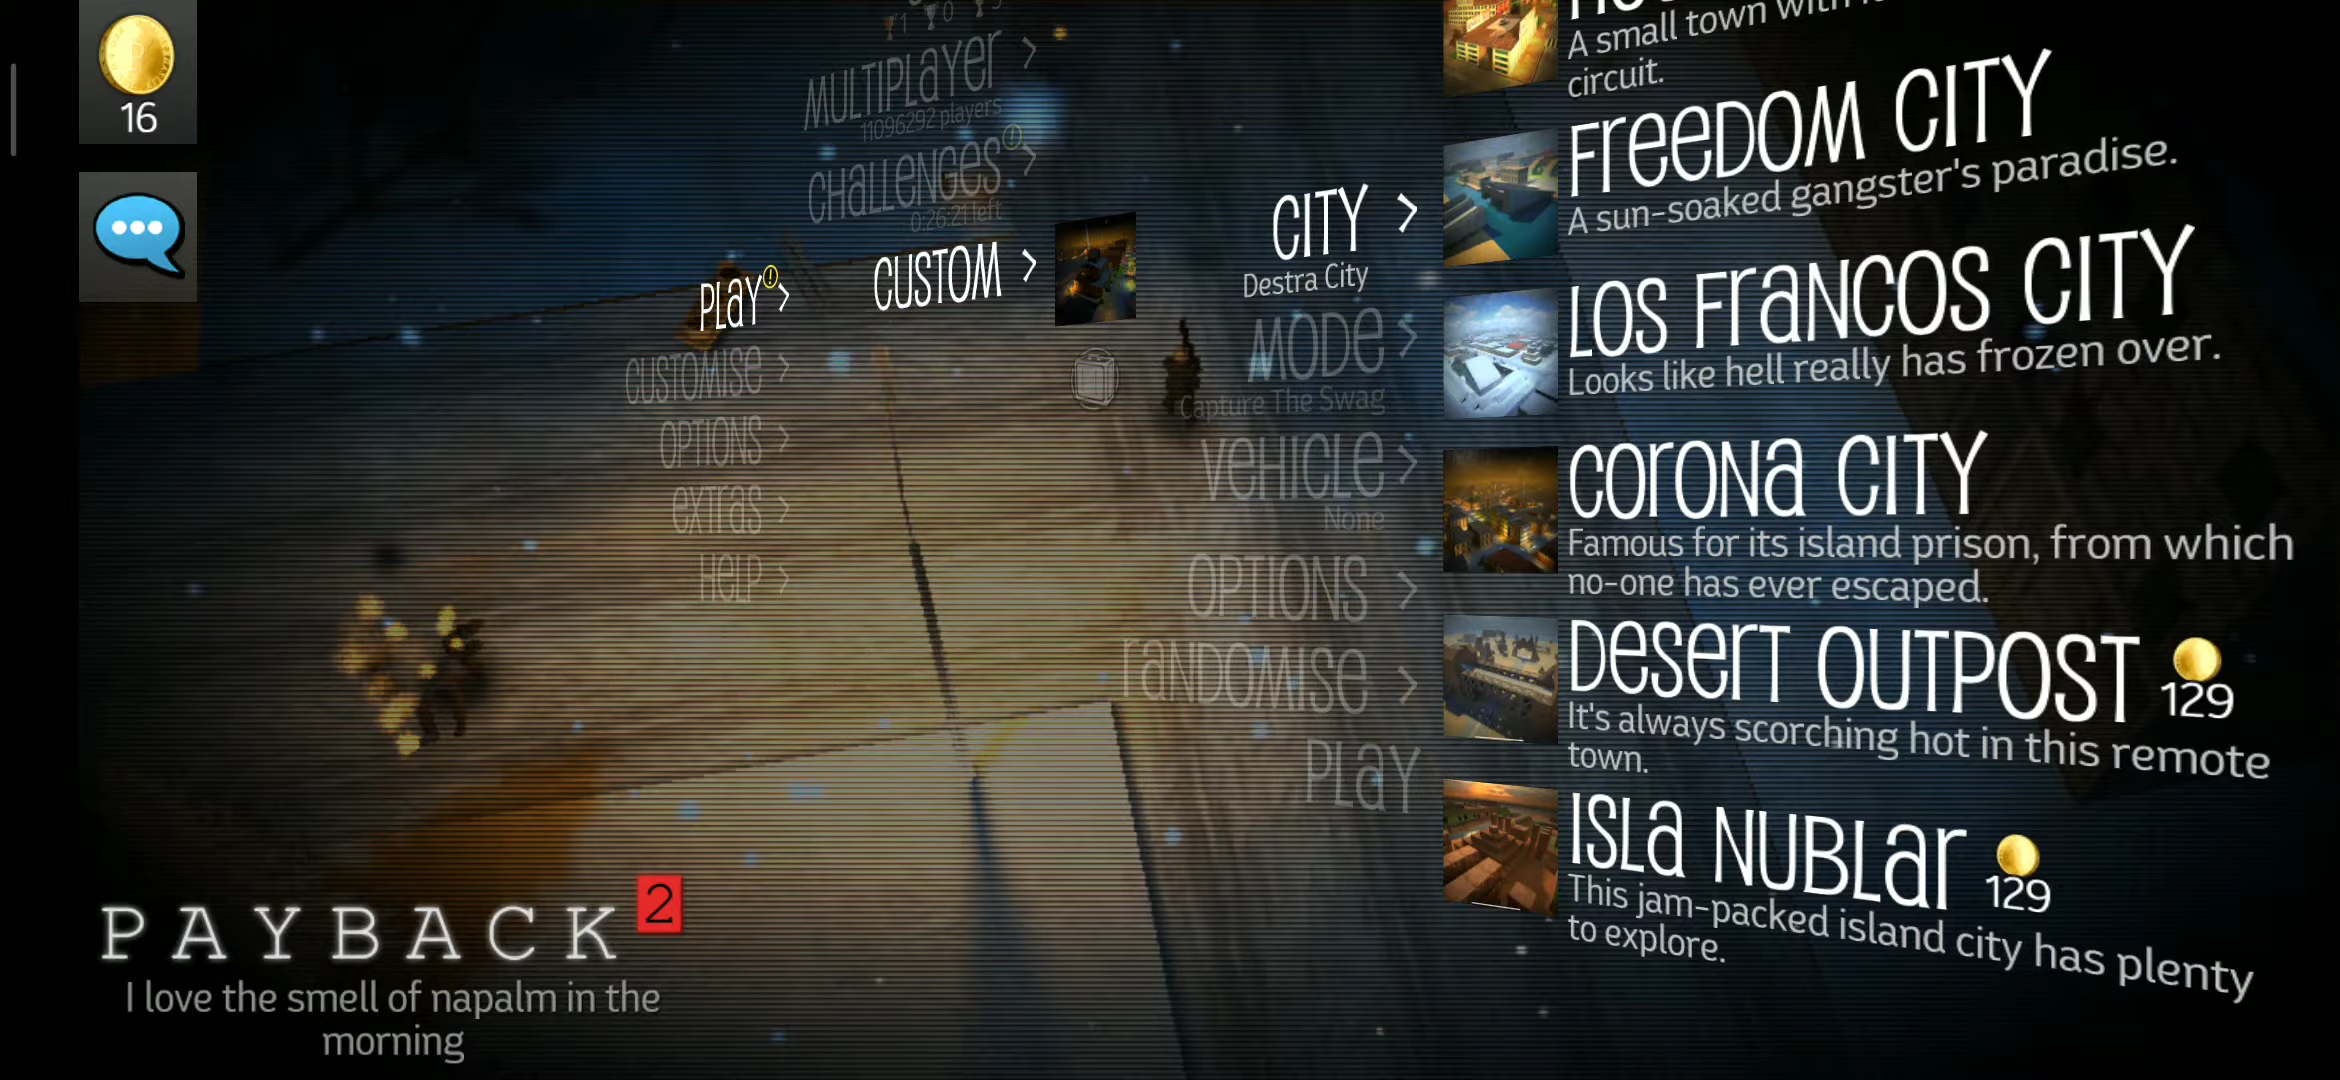 16
1 0
MULTIPLAYER
11096292 players
CHALLENGES
0:26:21 left
PLAY
CUSTOMISE
OPTIONS
EXTRAS
HELP
CUSTOM
CITY
Destra City
MODE
Capture The Swag
VEHICLE
None
OPTIONS
RANDOMISE
PLAY
A small town with
circuit.
FREEDOM CITY
A sun-soaked gangster's paradise.
LOS FRANCOS CITY
Looks like hell really has frozen over.
CORONA CITY
Famous for its island prison, from which
no-one has ever escaped.
DESERT OUTPOST
129
It's always scorching hot in this remote
town.
ISLA NUBLAR
129
This jam-packed island city has plenty
to explore.
PAYBACK 2
I love the smell of napalm in the
morning